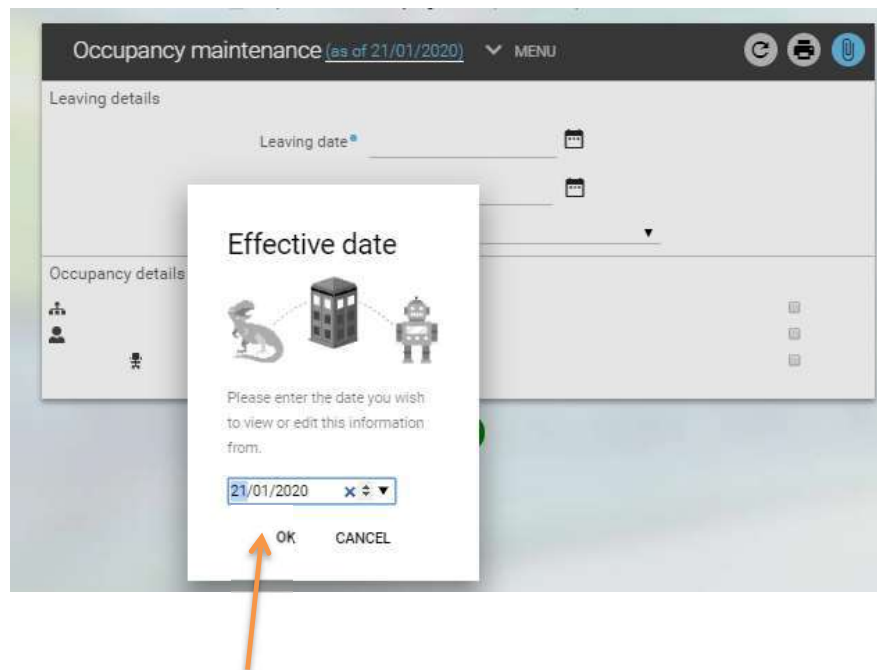 Occupancy maintenance (as of 21/01/2020) MENU
Leaving details
Leaving date
Effective date
Occupancy details
Please enter the date you wish
to view or edit this information
from.
21/01/2020
OK CANCEL